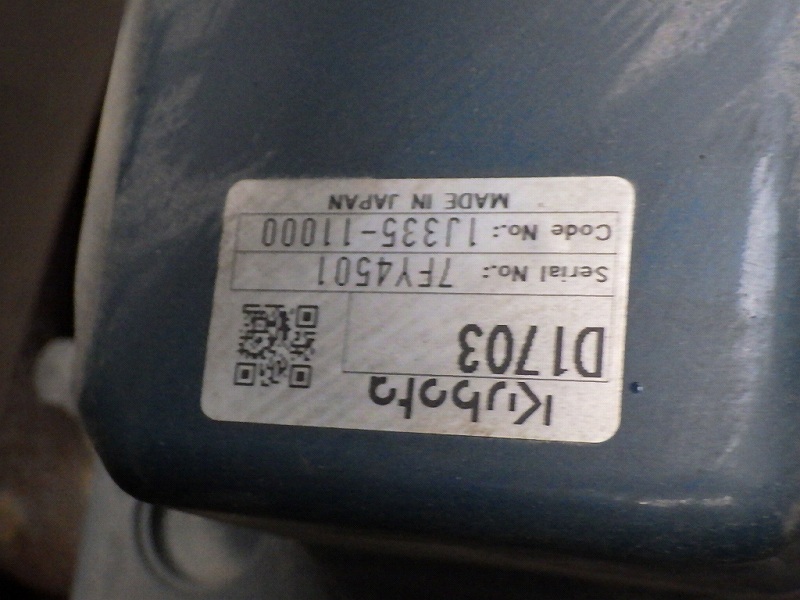 Kubota
D1703
Serial No.: 7FY4501
Code No.: 1J335-11000
MADE IN JAPAN